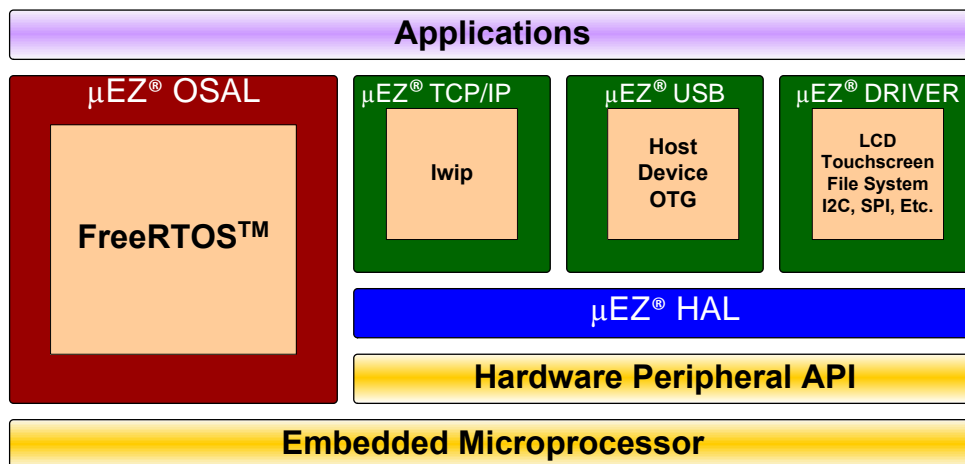 Applications
μEZ® OSAL
FreeRTOS™
μEZ® TCP/IP
lwip
μEZ® USB
Host
Device
OTG
μEZ® DRIVER
LCD
Touchscreen
File System
I2C, SPI, Etc.
μEZ® HAL
Hardware Peripheral API
Embedded Microprocessor